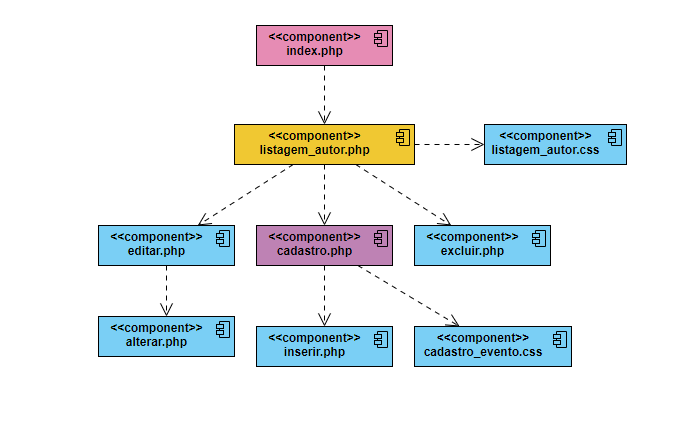 <<component>>
index.php
<<component>>
listagem_autor.php
<<component>>
listagem_autor.css
<<component>>
editar.php
<<component>>
cadastro.php
<<component>>
excluir.php
<<component>>
alterar.php
<<component>>
inserir.php
<<component>>
cadastro_evento.css